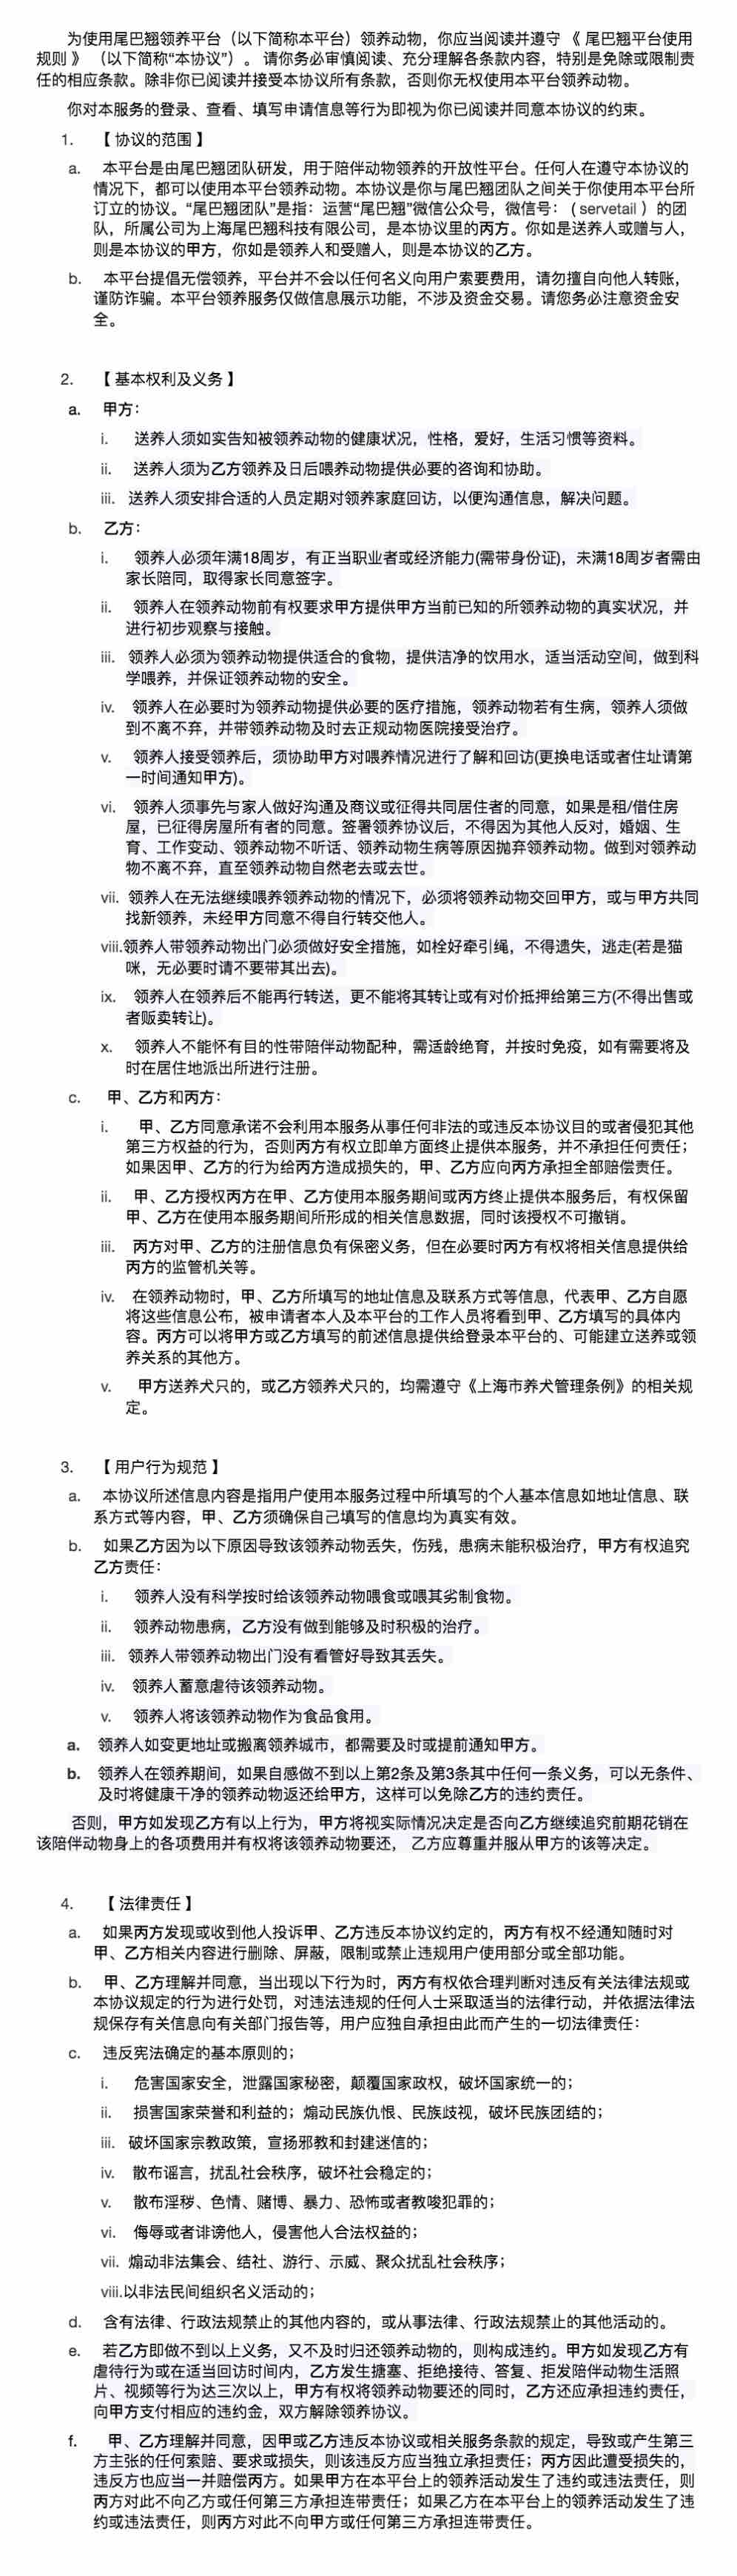 为使用尾巴翘领养平台（以下简称本平台）领养动物，你应当阅读并遵守 《 尾巴翘平台使用
规则 》 （以下简称“本协议”）。 请你务必审慎阅读、充分理解各条款内容，特别是免除或限制责
任的相应条款。除非你已阅读并接受本协议所有条款，否则你无权使用本平台领养动物。
你对本服务的登录、查看、填写申请信息等行为即视为你已阅读并同意本协议的约束。
1. 【 协议的范围 】
a. 本平台是由尾巴翘团队研发，用于陪伴动物领养的开放性平台。任何人在遵守本协议的
情况下，都可以使用本平台领养动物。本协议是你与尾巴翘团队之间关于你使用本平台所
订立的协议。“尾巴翘团队”是指：运营“尾巴翘”微信公众号，微信号：（ servetail ）的团
队，所属公司为上海尾巴翘科技有限公司，是本协议里的丙方。你如是送养人或赠与人，
则是本协议的甲方，你如是领养人和受赠人，则是本协议的乙方。
b. 本平台提倡无偿领养，平台并不会以任何名义向用户索要费用，请勿擅自向他人转账，
谨防诈骗。本平台领养服务仅做信息展示功能，不涉及资金交易。请您务必注意资金安
全。
2. 【 基本权利及义务 】
a. 甲方：
i. 送养人须如实告知被领养动物的健康状况，性格，爱好，生活习惯等资料。
ii. 送养人须为乙方领养及日后喂养动物提供必要的咨询和协助。
iii. 送养人须安排合适的人员定期对领养家庭回访，以便沟通信息，解决问题。
b. 乙方：
i. 领养人必须年满18周岁，有正当职业者或经济能力(需带身份证)，未满18周岁者需由
家长陪同，取得家长同意签字。
ii. 领养人在领养动物前有权要求甲方提供甲方当前已知的所领养动物的真实状况，并
进行初步观察与接触。
iii. 领养人必须为领养动物提供适合的食物，提供洁净的饮用水，适当活动空间，做到科
学喂养，并保证领养动物的安全。
iv. 领养人在必要时为领养动物提供必要的医疗措施，领养动物若有生病，领养人须做
到不离不弃，并带领养动物及时去正规动物医院接受治疗。
v. 领养人接受领养后，须协助甲方对喂养情况进行了解和回访(更换电话或者住址请第
一时间通知甲方)。
vi. 领养人须事先与家人做好沟通及商议或征得共同居住者的同意，如果是租/借住房
屋，已征得房屋所有者的同意。签署领养协议后，不得因为其他人反对，婚姻、生
育、工作变动、领养动物不听话、领养动物生病等原因抛弃领养动物。做到对领养动
物不离不弃，直至领养动物自然老去或去世。
vii. 领养人在无法继续喂养领养动物的情况下，必须将领养动物交回甲方，或与甲方共同
找新领养，未经甲方同意不得自行转交他人。
viii.领养人带领养动物出门必须做好安全措施，如栓好牵引绳，不得遗失，逃走(若是猫
咪，无必要时请不要带其出去)。
ix. 领养人在领养后不能再行转送，更不能将其转让或有对价抵押给第三方(不得出售或
者贩卖转让)。
x. 领养人不能怀有目的性带陪伴动物配种，需适龄绝育，并按时免疫，如有需要将及
时在居住地派出所进行注册。
c. 甲、乙方和丙方：
i. 甲、乙方同意承诺不会利用本服务从事任何非法的或违反本协议目的或者侵犯其他
第三方权益的行为，否则丙方有权立即单方面终止提供本服务，并不承担任何责任；
如果因甲、乙方的行为给丙方造成损失的，甲、乙方应向丙方承担全部赔偿责任。
ii. 甲、乙方授权丙方在甲、乙方使用本服务期间或丙方终止提供本服务后，有权保留
甲、乙方在使用本服务期间所形成的相关信息数据，同时该授权不可撤销。
iii. 丙方对甲、乙方的注册信息负有保密义务，但在必要时丙方有权将相关信息提供给
丙方的监管机关等。
iv. 在领养动物时，甲、乙方所填写的地址信息及联系方式等信息，代表甲、乙方自愿
将这些信息公布，被申请者本人及本平台的工作人员将看到甲、乙方填写的具体内
容。丙方可以将甲方或乙方填写的前述信息提供给登录本平台的、可能建立送养或领
养关系的其他方。
v. 甲方送养犬只的，或乙方领养犬只的，均需遵守《上海市养犬管理条例》的相关规
定。
3. 【 用户行为规范 】
a. 本协议所述信息内容是指用户使用本服务过程中所填写的个人基本信息如地址信息、联
系方式等内容，甲、乙方须确保自己填写的信息均为真实有效。
b. 如果乙方因为以下原因导致该领养动物丢失，伤残，患病未能积极治疗，甲方有权追究
乙方责任：
i. 领养人没有科学按时给该领养动物喂食或喂其劣制食物。
ii. 领养动物患病，乙方没有做到能够及时积极的治疗。
iii. 领养人带领养动物出门没有看管好导致其丢失。
iv. 领养人蓄意虐待该领养动物。
v. 领养人将该领养动物作为食品食用。
a. 领养人如变更地址或搬离领养城市，都需要及时或提前通知甲方。
b. 领养人在领养期间，如果自感做不到以上第2条及第3条其中任何一条义务，可以无条件、
及时将健康干净的领养动物返还给甲方，这样可以免除乙方的违约责任。
否则，甲方如发现乙方有以上行为，甲方将视实际情况决定是否向乙方继续追究前期花销在
该陪伴动物身上的各项费用并有权将该领养动物要还， 乙方应尊重并服从甲方的该等决定。
4. 【 法律责任 】
a. 如果丙方发现或收到他人投诉甲、乙方违反本协议约定的，丙方有权不经通知随时对
甲、乙方相关内容进行删除、屏蔽，限制或禁止违规用户使用部分或全部功能。
b. 甲、乙方理解并同意，当出现以下行为时，丙方有权依合理判断对违反有关法律法规或
本协议规定的行为进行处罚，对违法违规的任何人士采取适当的法律行动，并依据法律法
规保存有关信息向有关部门报告等，用户应独自承担由此而产生的一切法律责任：
c. 违反宪法确定的基本原则的；
i. 危害国家安全，泄露国家秘密，颠覆国家政权，破坏国家统一的；
ii. 损害国家荣誉和利益的；煽动民族仇恨、民族歧视，破坏民族团结的；
iii. 破坏国家宗教政策，宣扬邪教和封建迷信的；
iv. 散布谣言，扰乱社会秩序，破坏社会稳定的；
v. 散布淫秽、色情、赌博、暴力、恐怖或者教唆犯罪的；
vi. 侮辱或者诽谤他人，侵害他人合法权益的；
vii. 煽动非法集会、结社、游行、示威、聚众扰乱社会秩序；
viii.以非法民间组织名义活动的；
d. 含有法律、行政法规禁止的其他内容的，或从事法律、行政法规禁止的其他活动的。
e. 若乙方即做不到以上义务，又不及时归还领养动物的，则构成违约。甲方如发现乙方有
虐待行为或在适当回访时间内，乙方发生搪塞、拒绝接待、答复、拒发陪伴动物生活照
片、视频等行为达三次以上，甲方有权将领养动物要还的同时，乙方还应承担违约责任，
向甲方支付相应的违约金，双方解除领养协议。
f. 甲、乙方理解并同意，因甲或乙方违反本协议或相关服务条款的规定，导致或产生第三
方主张的任何索赔、要求或损失，则该违反方应当独立承担责任；丙方因此遭受损失的，
违反方也应当一并赔偿丙方。如果甲方在本平台上的领养活动发生了违约或违法责任，则
丙方对此不向乙方或任何第三方承担连带责任；如果乙方在本平台上的领养活动发生了违
约或违法责任，则丙方对此不向甲方或任何第三方承担连带责任。